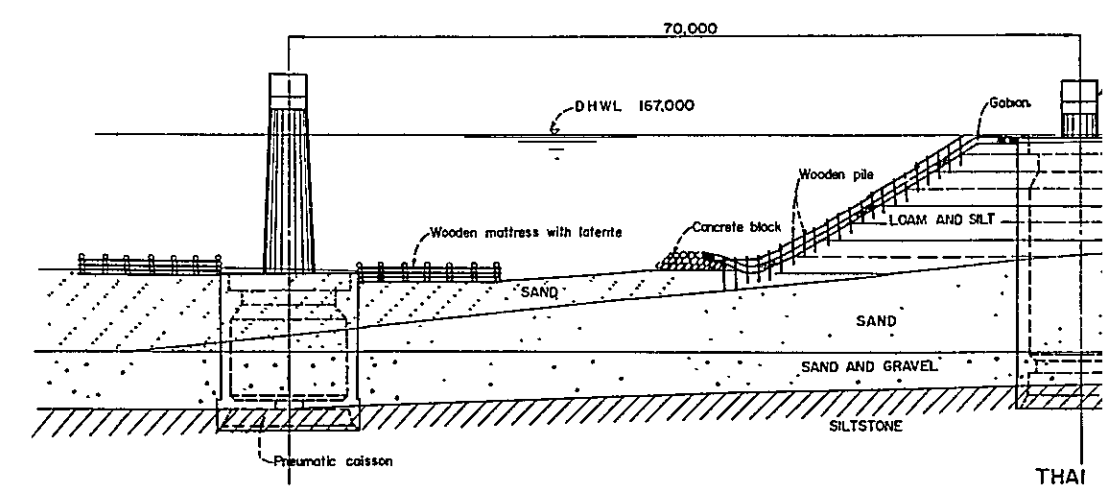 70,000
DHWL 167,000
Gabion
Wooden pile
LOAM AND SILT
Wooden mattress with laterite
Concrete block
SAND
SAND
SAND AND GRAVEL
SILTSTONE
Pneumatic caisson
THAI